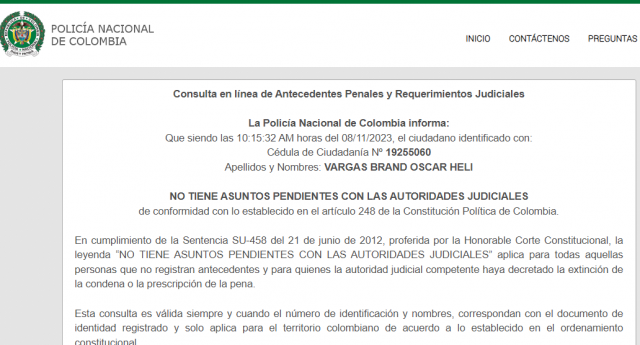 POLICÍA NACIONAL
DE COLOMBIA
INICIO CONTÁCTENOS PREGUNTAS
Consulta en línea de Antecedentes Penales y Requerimientos Judiciales
La Policía Nacional de Colombia informa:
Que siendo las 10:15:32 AM horas del 08/11/2023, el ciudadano identificado con:
Cédula de Ciudadanía Nº 19255060
Apellidos y Nombres: VARGAS BRAND OSCAR HELI
NO TIENE ASUNTOS PENDIENTES CON LAS AUTORIDADES JUDICIALES
de conformidad con lo establecido en el artículo 248 de la Constitución Política de Colombia.
En cumplimiento de la Sentencia SU-458 del 21 de junio de 2012, proferida por la Honorable Corte Constitucional, la
leyenda "NO TIENE ASUNTOS PENDIENTES CON LAS AUTORIDADES JUDICIALES" aplica para todas aquellas
personas que no registran antecedentes y para quienes la autoridad judicial competente haya decretado la extinción de
la condena o la prescripción de la pena.
Esta consulta es válida siempre y cuando el número de identificación y nombres, correspondan con el documento de
identidad registrado y solo aplica para el territorio colombiano de acuerdo a lo establecido en el ordenamiento
constitucional.